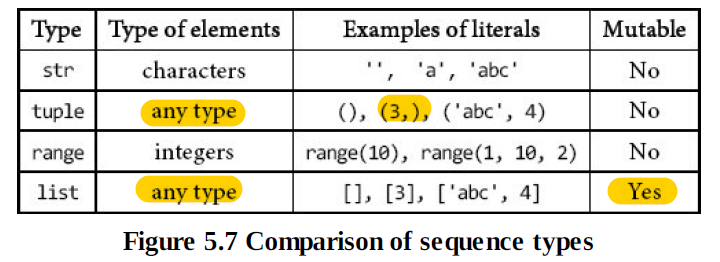 Type Type of elements Examples of literals Mutable
str characters '', 'a', 'abc' No
tuple any type (), (3,), ('abc', 4) No
range integers range(10), range(1, 10, 2) No
list any type [], [3], ['abc', 4] Yes
Figure 5.7 Comparison of sequence types